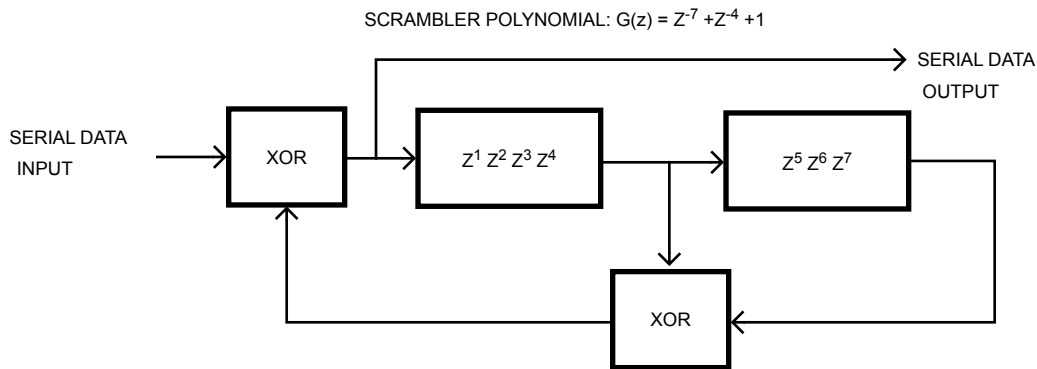 SCRAMBLER POLYNOMIAL: G(z) = Z⁻⁷ +Z⁻⁴ +1
SERIAL DATA
OUTPUT
SERIAL DATA
INPUT
XOR
Z¹ Z² Z³ Z⁴
Z⁵ Z⁶ Z⁷
XOR